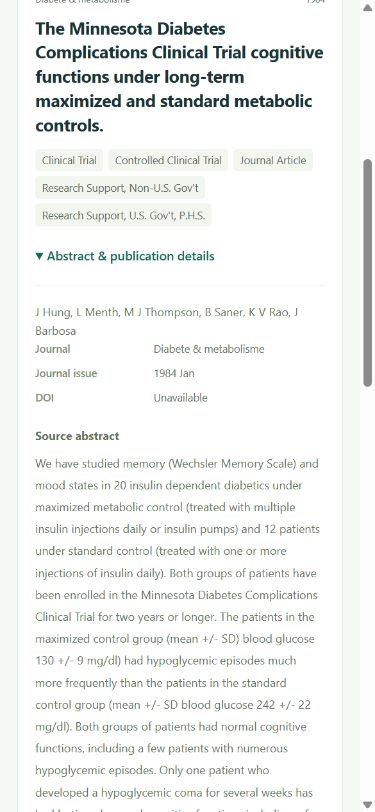 Diabete & metabolisme 1984
The Minnesota Diabetes
Complications Clinical Trial cognitive
functions under long-term
maximized and standard metabolic
controls.
Clinical Trial Controlled Clinical Trial Journal Article
Research Support, Non-U.S. Gov't
Research Support, U.S. Gov't, P.H.S.
▼ Abstract & publication details
J Hung, L Menth, M J Thompson, B Saner, K V Rao, J
Barbosa
Journal Diabete & metabolisme
Journal issue 1984 Jan
DOI Unavailable
Source abstract
We have studied memory (Wechsler Memory Scale) and
mood states in 20 insulin dependent diabetics under
maximized metabolic control (treated with multiple
insulin injections daily or insulin pumps) and 12 patients
under standard control (treated with one or more
injections of insulin daily). Both groups of patients have
been enrolled in the Minnesota Diabetes Complications
Clinical Trial for two years or longer. The patients in the
maximized control group (mean +/- SD) blood glucose
130 +/- 9 mg/dl) had hypoglycemic episodes much
more frequently than the patients in the standard
control group (mean +/- SD blood glucose 242 +/- 22
mg/dl). Both groups of patients had normal cognitive
functions, including a few patients with numerous
hypoglycemic episodes. Only one patient who
developed a hypoglycemic coma for several weeks has